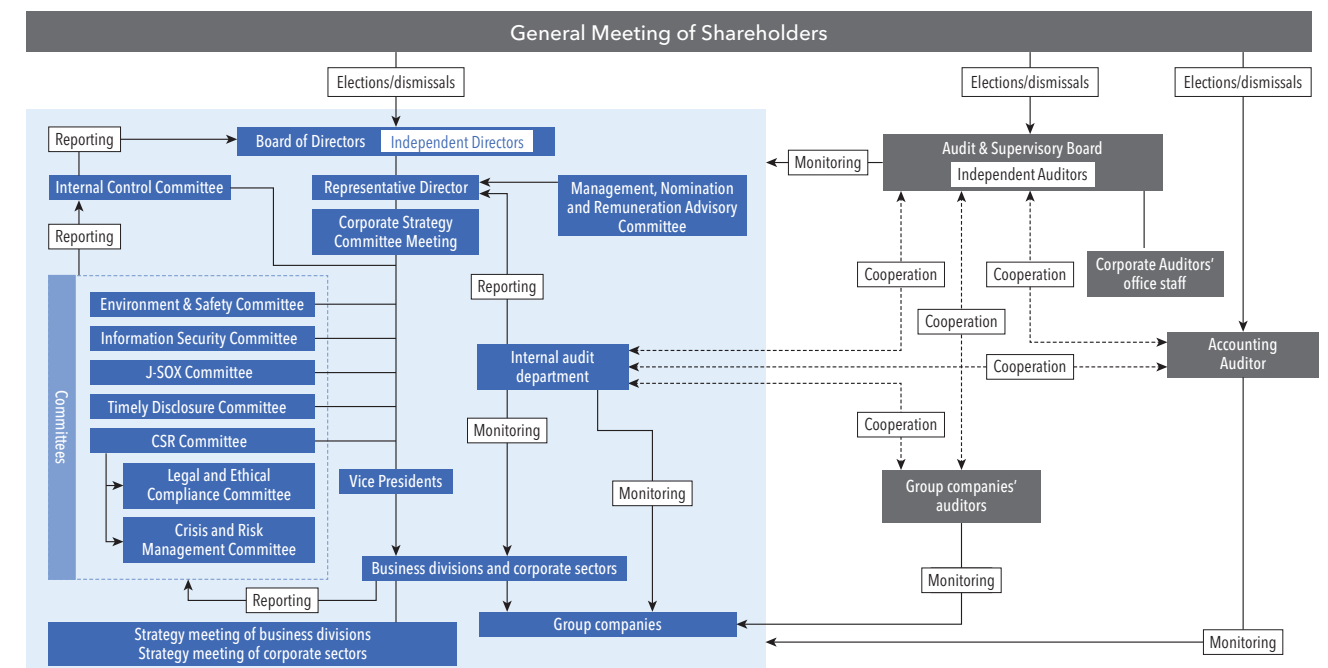 General Meeting of Shareholders
Elections/dismissals
Elections/dismissals
Elections/dismissals
Reporting
Board of Directors
Independent Directors
Audit & Supervisory Board
Independent Auditors
Monitoring
Internal Control Committee
Representative Director
Management, Nomination
and Remuneration Advisory
Committee
Corporate Strategy
Committee Meeting
Reporting
Reporting
Cooperation
Cooperation
Corporate Auditors'
office staff
Committees
Environment & Safety Committee
Information Security Committee
J-SOX Committee
Timely Disclosure Committee
CSR Committee
Legal and Ethical
Compliance Committee
Crisis and Risk
Management Committee
Cooperation
Internal audit
department
Accounting
Auditor
Cooperation
Monitoring
Cooperation
Vice Presidents
Monitoring
Group companies'
auditors
Business divisions and corporate sectors
Monitoring
Reporting
Group companies
Strategy meeting of business divisions
Strategy meeting of corporate sectors
Monitoring